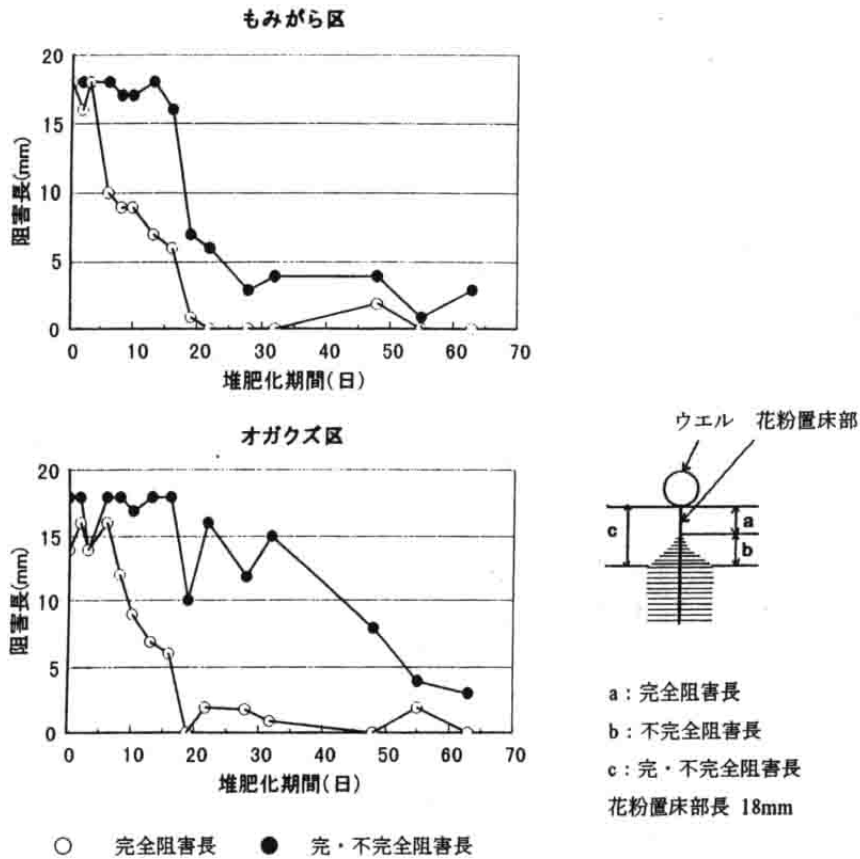 もみがら区
20
15
10
5
0
阻害長(mm)
0 10 20 30 40 50 60 70
堆肥化期間(日)
オガクズ区
20
15
10
5
0
阻害長(mm)
0 10 20 30 40 50 60 70
堆肥化期間(日)
○ 完全阻害長 ● 完・不完全阻害長
ウエル 花粉置床部
c a
b
a：完全阻害長
b：不完全阻害長
c：完・不完全阻害長
花粉置床部長 18mm